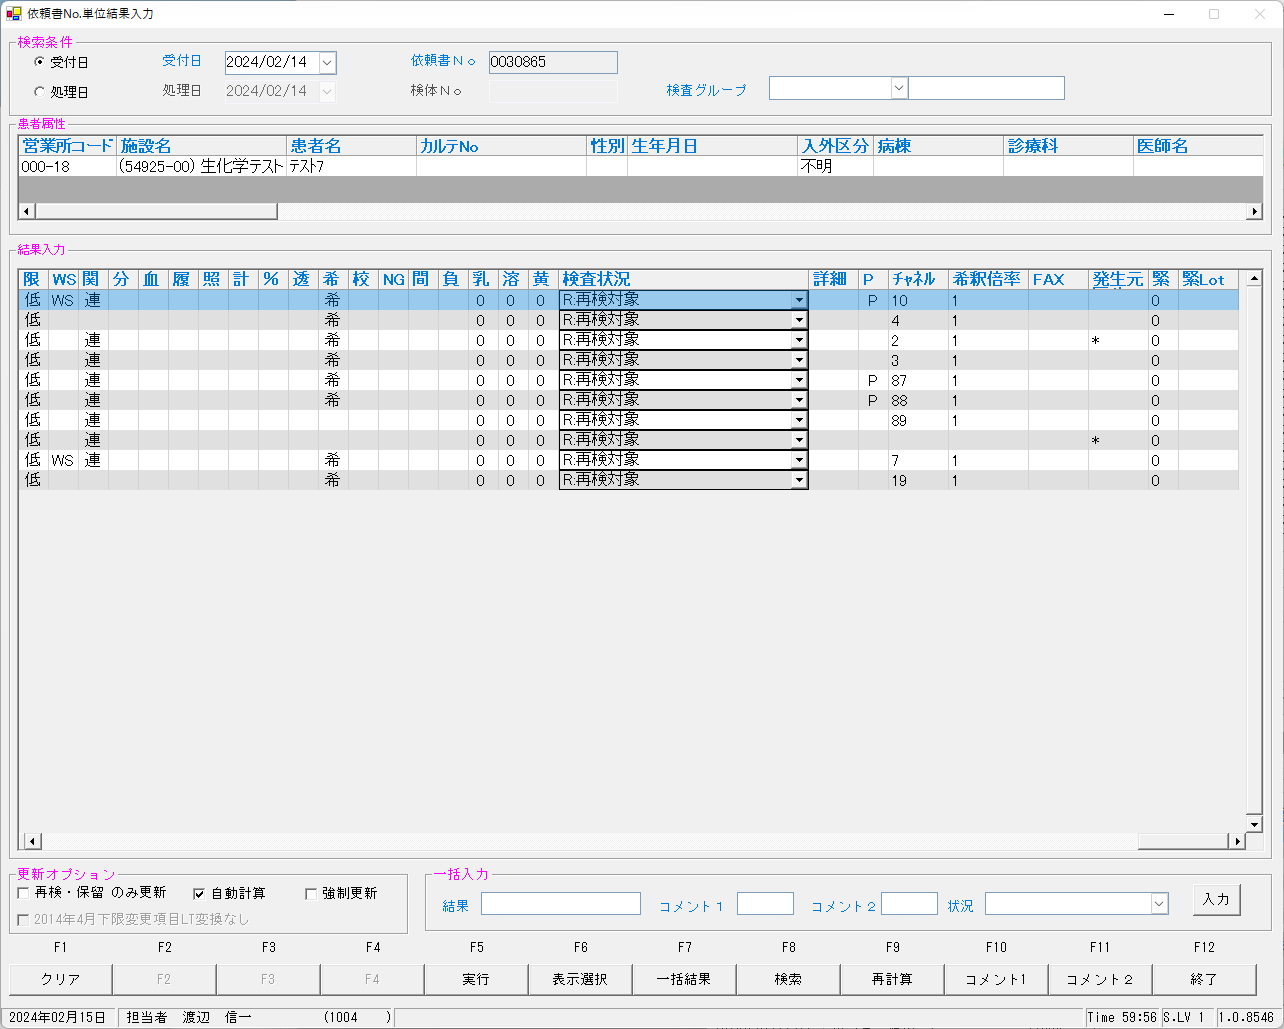 依頼書No.単位結果入力
検索条件
受付日 受付日 2024/02/14 依頼書No 0030865
処理日 処理日 2024/02/14 検体No 検査グループ
患者属性
営業所コード 施設名 患者名 カルテNo 性別 生年月日 入外区分 病棟 診療科 医師名
000-18 (54925-00) 生化学テスト テスト7 不明
結果入力
限 WS 関 分 血 履 照 計 % 透 希 校 NG 間 負 乳 溶 黄 検査状況 詳細 P チャネル 希釈倍率 FAX 発生元 緊 緊Lot
低 WS 連 希 0 0 0 R:再検対象 P 10 1 0
低 希 0 0 0 R:再検対象 4 1 0
低 連 希 0 0 0 R:再検対象 2 1 * 0
低 連 希 0 0 0 R:再検対象 3 1 0
低 連 希 0 0 0 R:再検対象 P 87 1 0
低 連 希 0 0 0 R:再検対象 P 88 1 0
低 連 0 0 0 R:再検対象 89 1 0
低 連 0 0 0 R:再検対象 * 0
低 WS 連 希 0 0 0 R:再検対象 7 1 0
低 希 0 0 0 R:再検対象 19 1 0
更新オプション
再検・保留 のみ更新 自動計算 強制更新
2014年4月下限変更項目LT変換なし
一括入力
結果 コメント1 コメント2 状況 入力
F1 F2 F3 F4 F5 F6 F7 F8 F9 F10 F11 F12
クリア F2 F3 F4 実行 表示選択 一括結果 検索 再計算 コメント1 コメント2 終了
2024年02月15日 担当者 渡辺 信一 (1004 ) Time 59:56 S.LV 1 1.0.8546